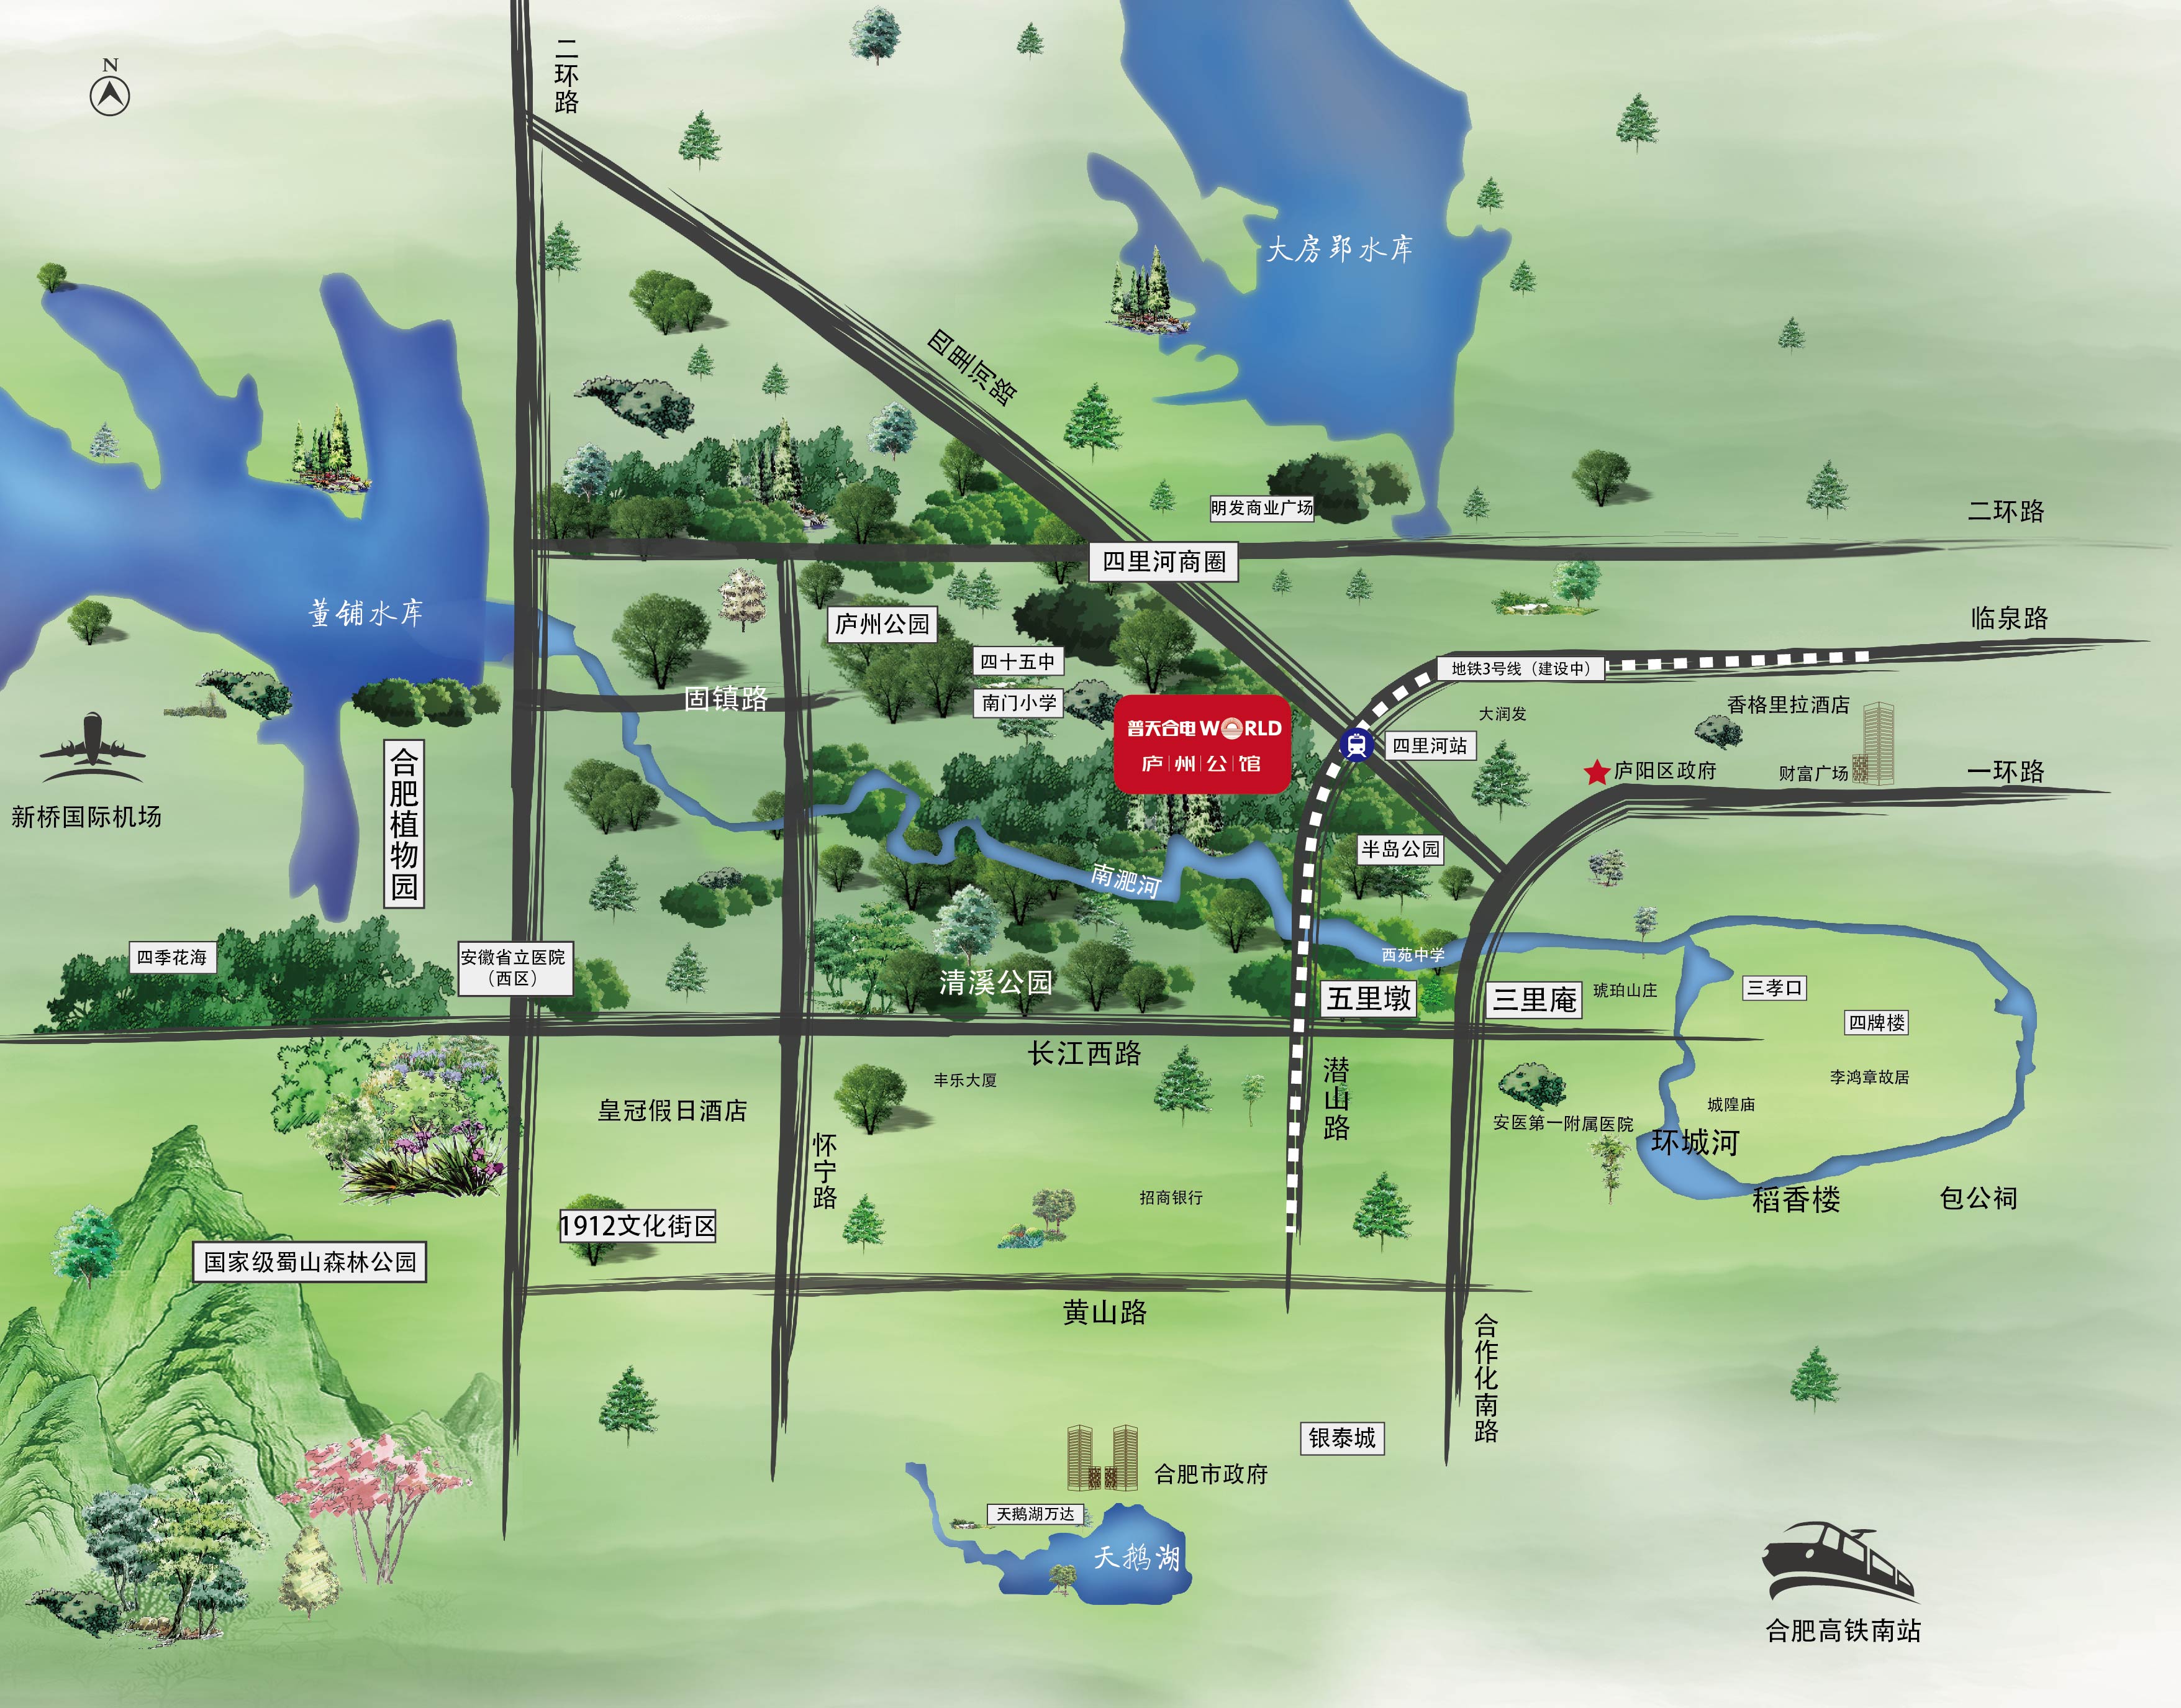 N
二环路
四里河路
大房郢水库
明发商业广场
二环路
四里河商圈
董铺水库
庐州公园
临泉路
四十五中
地铁3号线（建设中）
固镇路
南门小学
普天合电WORLD
庐州公馆
大润发
香格里拉酒店
四里河站
庐阳区政府
财富广场
一环路
新桥国际机场
合肥植物园
半岛公园
南淝河
四季花海
安徽省立医院
（西区）
西苑中学
清溪公园
五里墩
三里庵
琥珀山庄
三孝口
四牌楼
长江西路
潜山路
丰乐大厦
李鸿章故居
皇冠假日酒店
城隍庙
安医第一附属医院
环城河
怀宁路
招商银行
稻香楼
包公祠
1912文化街区
国家级蜀山森林公园
黄山路
合作化南路
银泰城
合肥市政府
天鹅湖万达
天鹅湖
合肥高铁南站